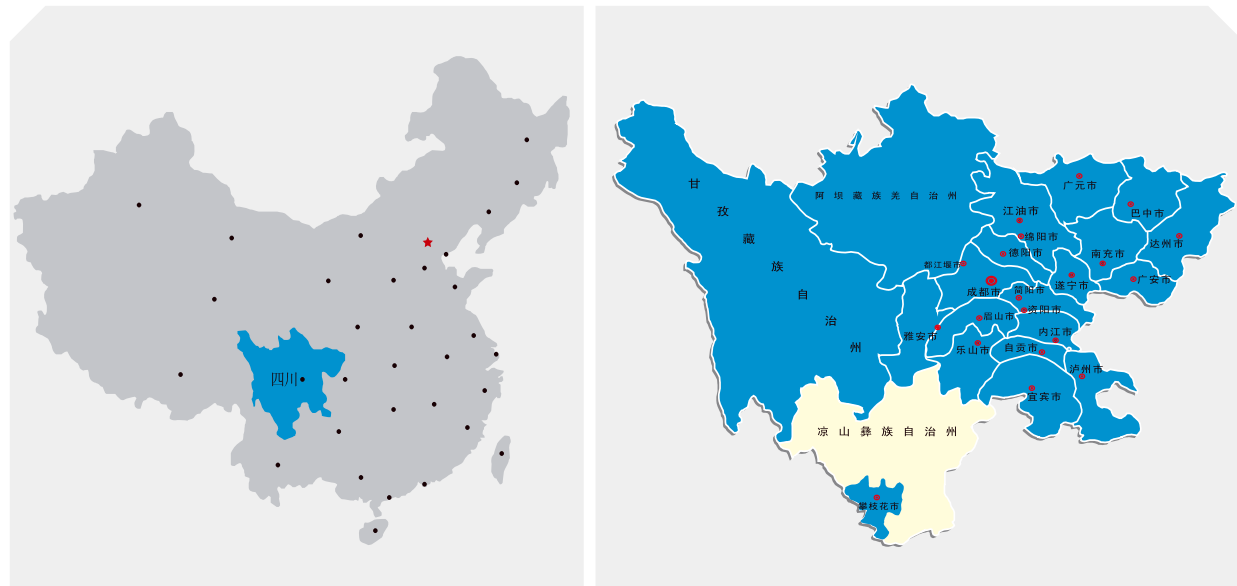 四川
甘孜藏族自治州
阿坝藏族羌自治州
广元市
巴中市
江油市
绵阳市
达州市
德阳市
南充市
都江堰市
广安市
成都市
简阳市
遂宁市
资阳市
眉山市
雅安市
内江市
乐山市
自贡市
泸州市
宜宾市
凉山彝族自治州
攀枝花市